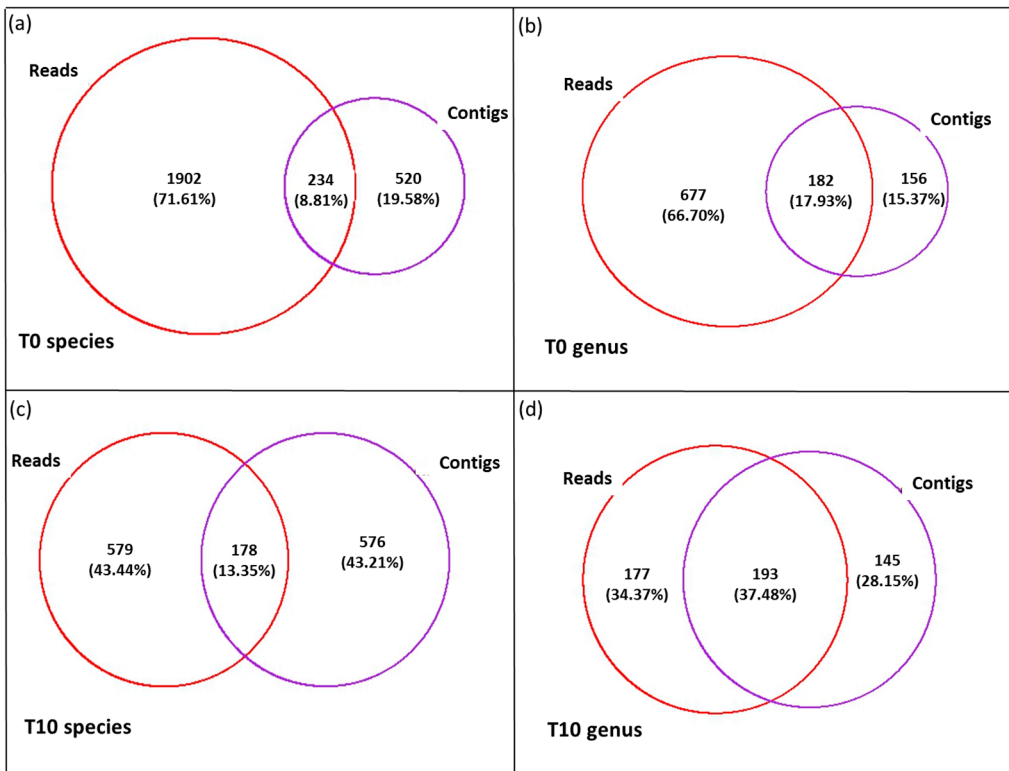 (a)
Reads
Contigs
1902
(71.61%)
234
(8.81%)
520
(19.58%)
T0 species
(b)
Reads
Contigs
677
(66.70%)
182
(17.93%)
156
(15.37%)
T0 genus
(c)
Reads
Contigs
579
(43.44%)
178
(13.35%)
576
(43.21%)
T10 species
(d)
Reads
Contigs
177
(34.37%)
193
(37.48%)
145
(28.15%)
T10 genus